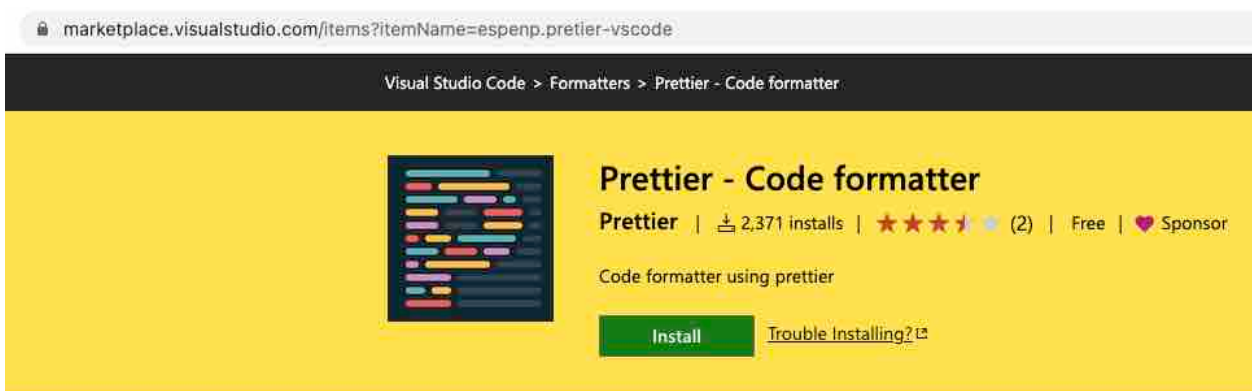 marketplace.visualstudio.com/items?itemName=espenp.pretier-vscode
Visual Studio Code > Formatters > Prettier - Code formatter
Prettier - Code formatter
Prettier | 2,371 installs | (2) | Free | Sponsor
Code formatter using prettier
Install Trouble Installing?